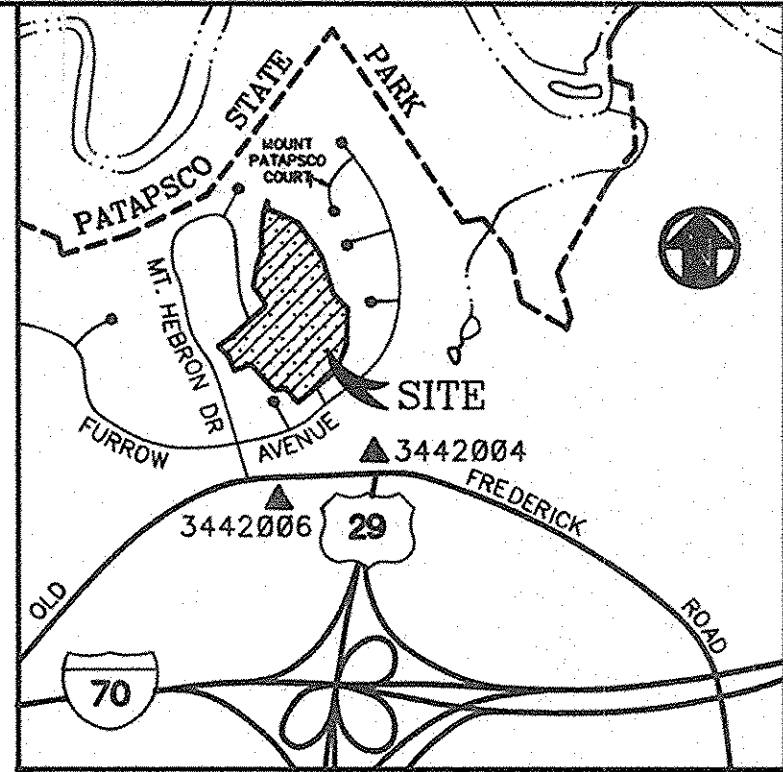 PATAPSCO STATE PARK
MOUNT
PATAPSCO
COURT
N
MT. HEBRON DR
SITE
FURROW AVENUE
3442004
3442006
29
OLD FREDERICK ROAD
70